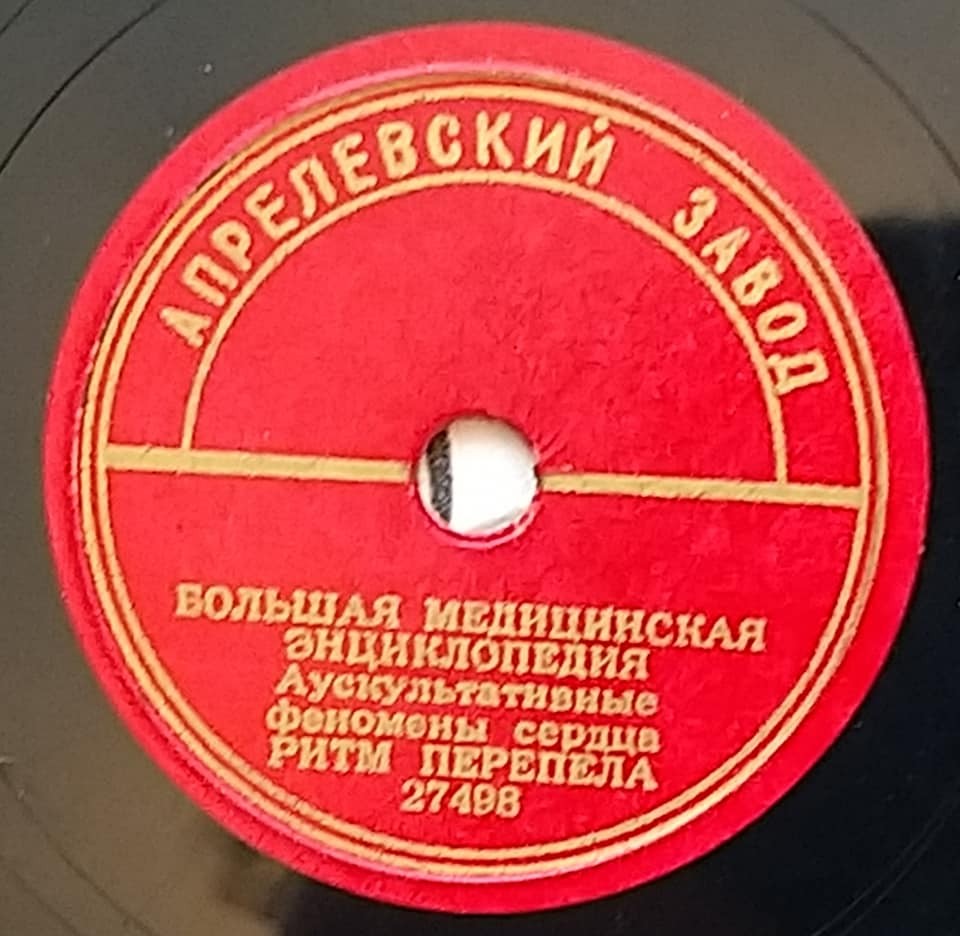 АПРЕЛЕВСКИЙ ЗАВОД
БОЛЬШАЯ МЕДИЦИНСКАЯ
ЭНЦИКЛОПЕДИЯ
Аускультативные
феномены сердца
РИТМ ПЕРЕПЕЛА
27498